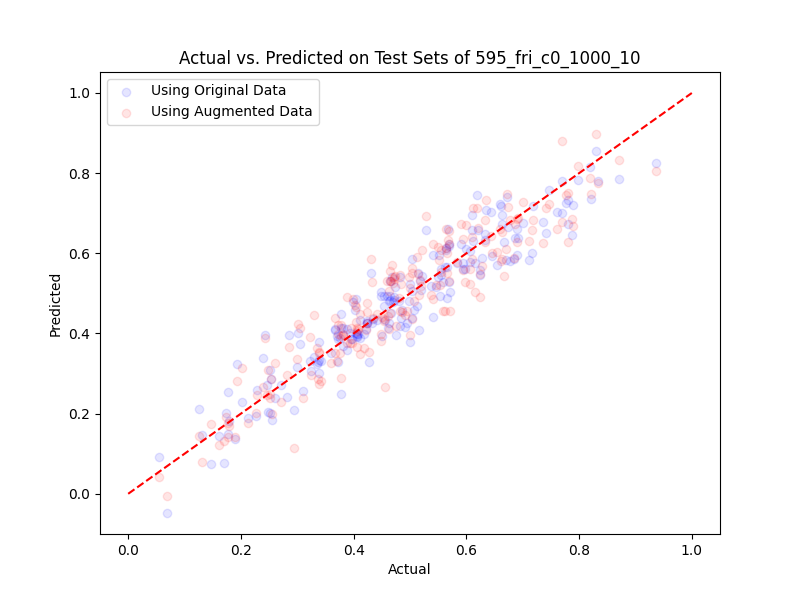 Actual vs. Predicted on Test Sets of 595_fri_c0_1000_10
Using Original Data
Using Augmented Data
1.0
0.8
0.6
0.4
0.2
0.0
Predicted
0.0 0.2 0.4 0.6 0.8 1.0
Actual